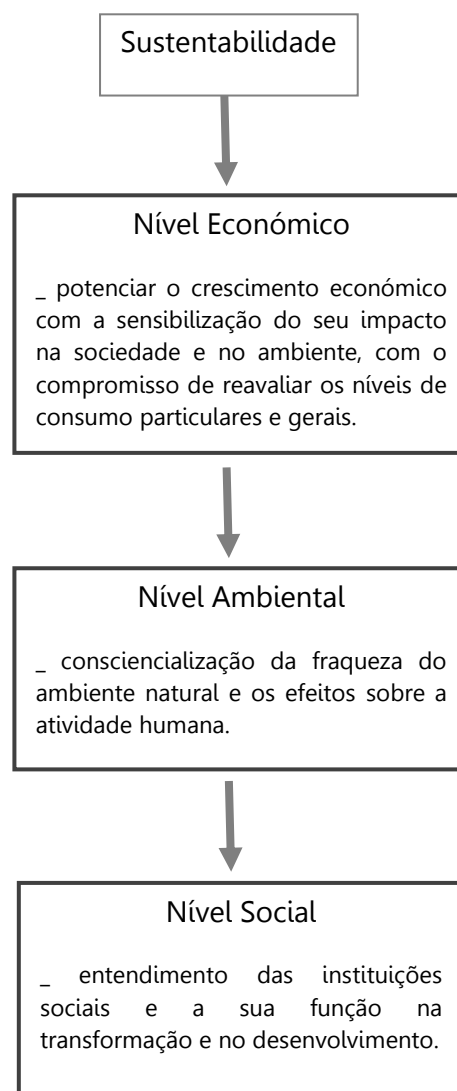 Sustentabilidade
Nível Económico
_ potenciar o crescimento económico
com a sensibilização do seu impacto
na sociedade e no ambiente, com o
compromisso de reavaliar os níveis de
consumo particulares e gerais.
Nível Ambiental
_ consciencialização da fraqueza do
ambiente natural e os efeitos sobre a
atividade humana.
Nível Social
_ entendimento das instituições
sociais e a sua função na
transformação e no desenvolvimento.